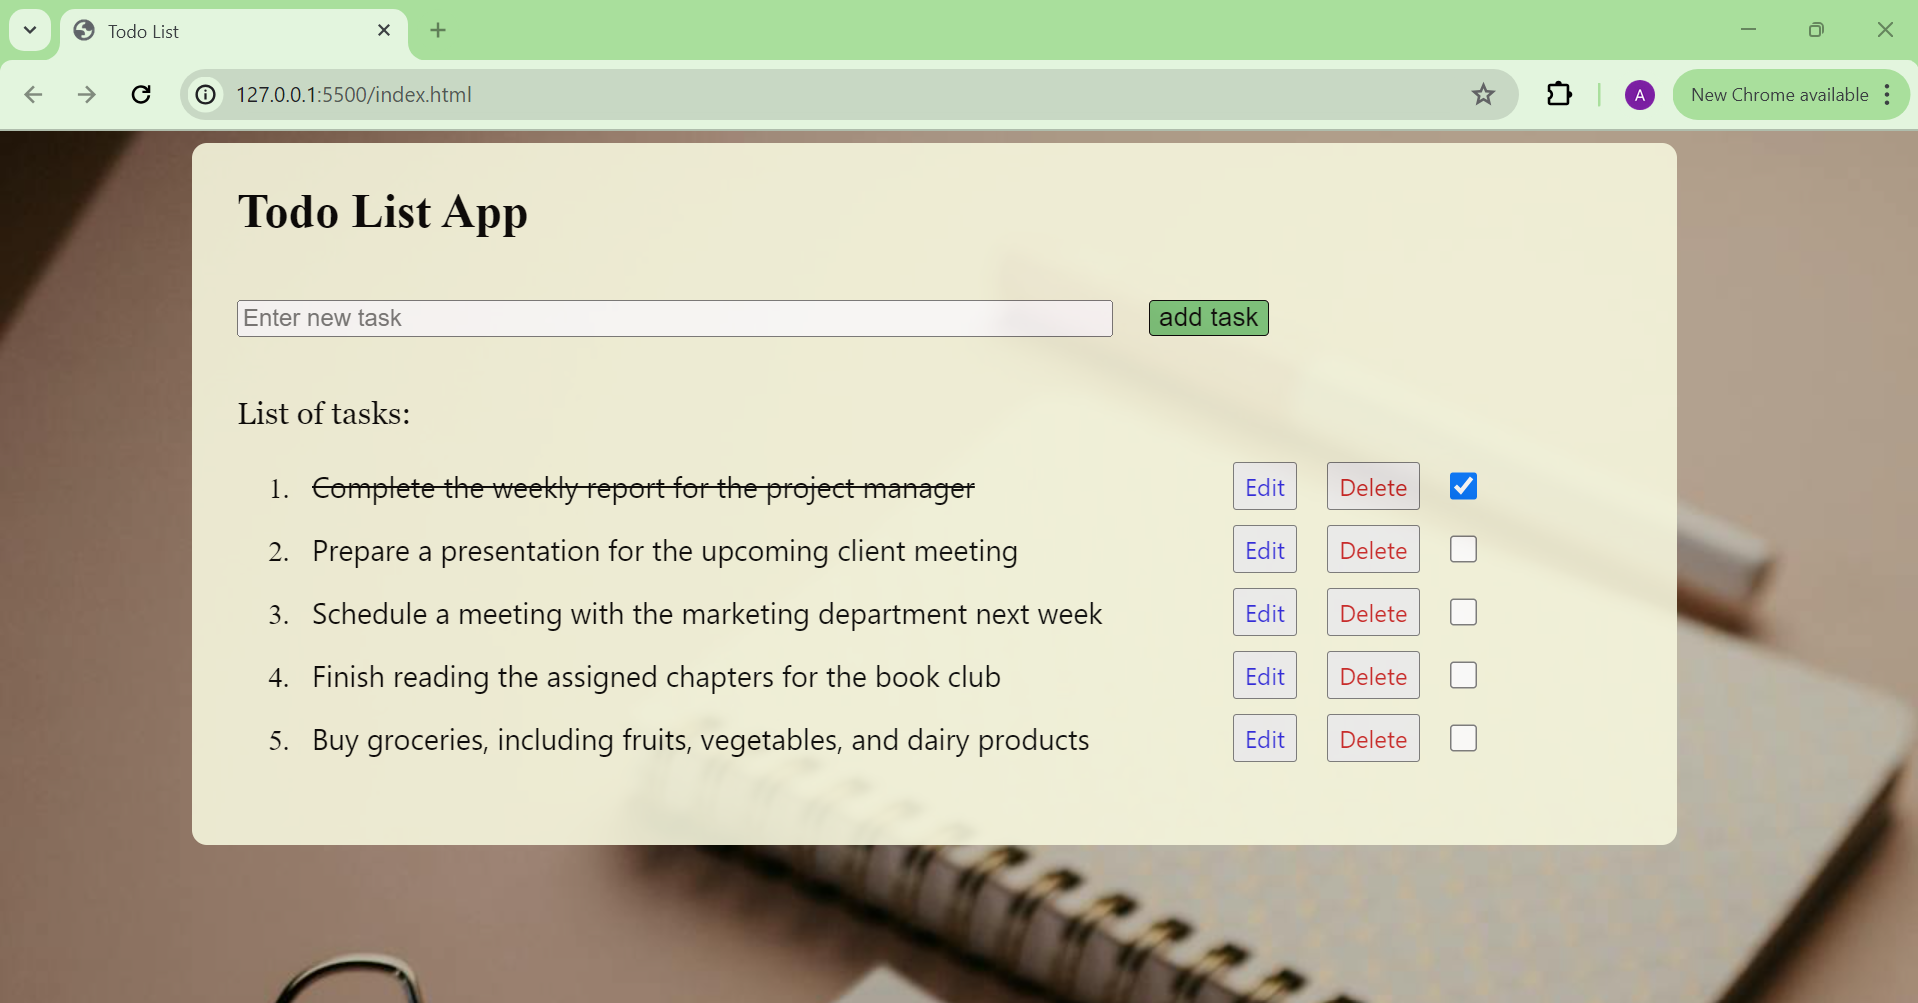 Todo List
127.0.0.1:5500/index.html
A
New Chrome available
Todo List App
Enter new task
add task
List of tasks:
1. Complete the weekly report for the project manager Edit Delete
2. Prepare a presentation for the upcoming client meeting Edit Delete
3. Schedule a meeting with the marketing department next week Edit Delete
4. Finish reading the assigned chapters for the book club Edit Delete
5. Buy groceries, including fruits, vegetables, and dairy products Edit Delete